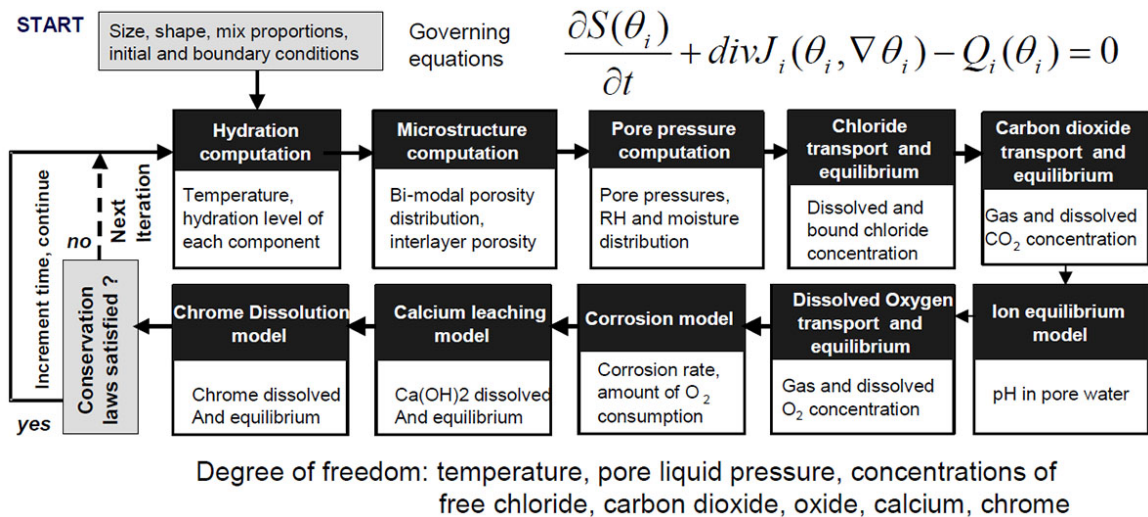 START
Size, shape, mix proportions,
initial and boundary conditions
Governing
equations
∂S(θᵢ)/∂t + divJᵢ(θᵢ, ∇θᵢ) − Qᵢ(θᵢ) = 0
Hydration
computation
Temperature,
hydration level of
each component
Microstructure
computation
Bi-modal porosity
distribution,
interlayer porosity
Pore pressure
computation
Pore pressures,
RH and moisture
distribution
Chloride
transport and
equilibrium
Dissolved and
bound chloride
concentration
Carbon dioxide
transport and
equilibrium
Gas and dissolved
CO₂ concentration
Ion equilibrium
model
pH in pore water
Dissolved Oxygen
transport and
equilibrium
Gas and dissolved
O₂ concentration
Corrosion model
Corrosion rate,
amount of O₂
consumption
Calcium leaching
model
Ca(OH)2 dissolved
And equilibrium
Chrome Dissolution
model
Chrome dissolved
And equilibrium
Conservation
laws satisfied ?
no
Next
Iteration
yes
Increment time, continue
Degree of freedom: temperature, pore liquid pressure, concentrations of
free chloride, carbon dioxide, oxide, calcium, chrome